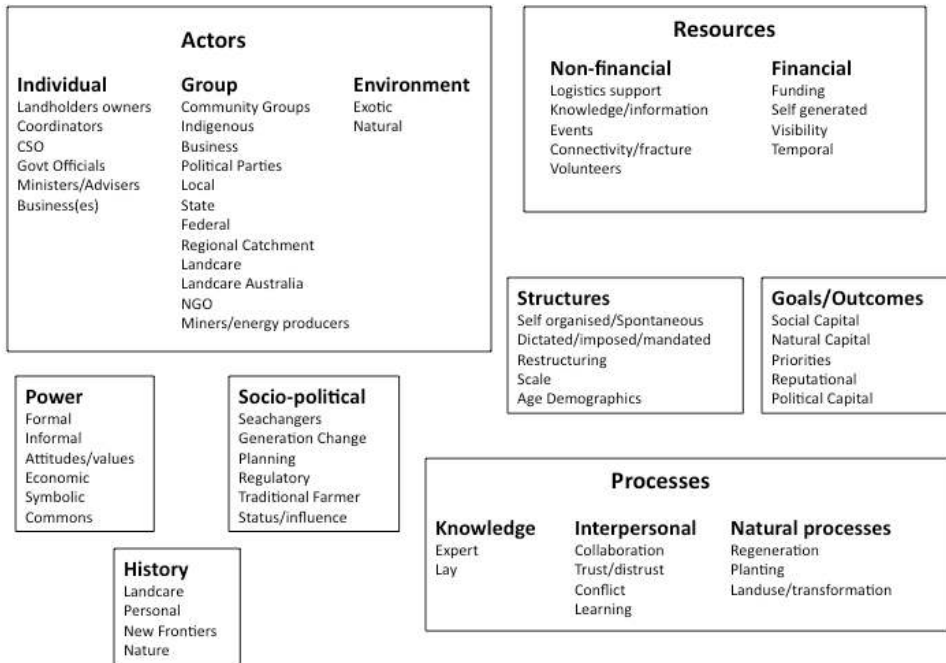 Actors
Individual
Landholders owners
Coordinators
CSO
Govt Officials
Ministers/Advisers
Business(es)
Group
Community Groups
Indigenous
Business
Political Parties
Local
State
Federal
Regional Catchment
Landcare
Landcare Australia
NGO
Miners/energy producers
Environment
Exotic
Natural
Resources
Non-financial
Logistics support
Knowledge/information
Events
Connectivity/fracture
Volunteers
Financial
Funding
Self generated
Visibility
Temporal
Structures
Self organised/Spontaneous
Dictated/imposed/mandated
Restructuring
Scale
Age Demographics
Goals/Outcomes
Social Capital
Natural Capital
Priorities
Reputational
Political Capital
Power
Formal
Informal
Attitudes/values
Economic
Symbolic
Commons
Socio-political
Seachangers
Generation Change
Planning
Regulatory
Traditional Farmer
Status/influence
Processes
Knowledge
Expert
Lay
Interpersonal
Collaboration
Trust/distrust
Conflict
Learning
Natural processes
Regeneration
Planting
Landuse/transformation
History
Landcare
Personal
New Frontiers
Nature